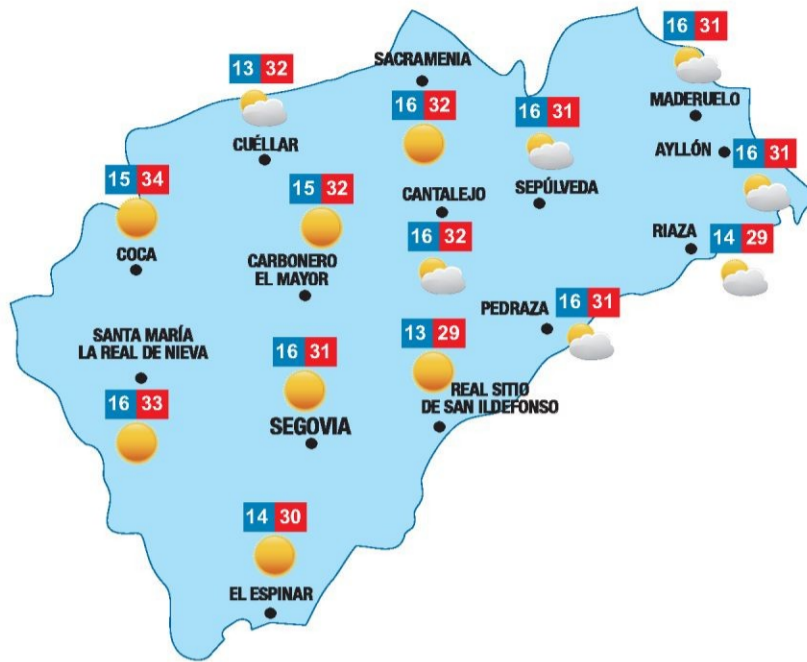 16 31
MADERUELO
SACRAMENIA
13 32
CUÉLLAR
16 32
16 31
SEPÚLVEDA
AYLLÓN
16 31
15 34
COCA
15 32
CARBONERO
EL MAYOR
CANTALEJO
16 32
RIAZA
14 29
PEDRAZA
16 31
SANTA MARÍA
LA REAL DE NIEVA
16 33
16 31
SEGOVIA
13 29
REAL SITIO
DE SAN ILDEFONSO
14 30
EL ESPINAR